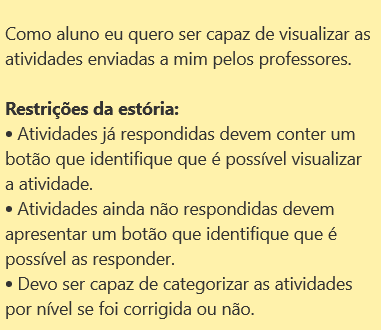 Como aluno eu quero ser capaz de visualizar as
atividades enviadas a mim pelos professores.
Restrições da estória:
• Atividades já respondidas devem conter um
botão que identifique que é possível visualizar
a atividade.
• Atividades ainda não respondidas devem
apresentar um botão que identifique que é
possível as responder.
• Devo ser capaz de categorizar as atividades
por nível se foi corrigida ou não.